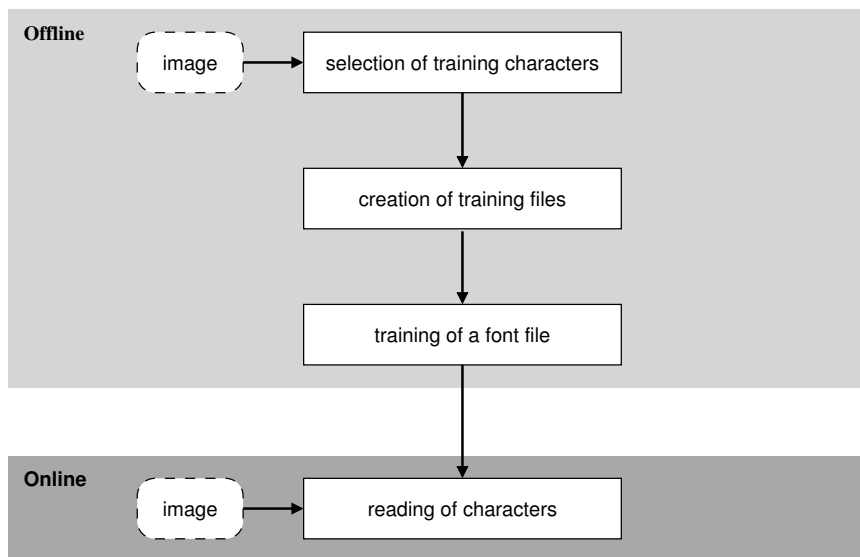 Offline
image
selection of training characters
creation of training files
training of a font file
Online
image
reading of characters